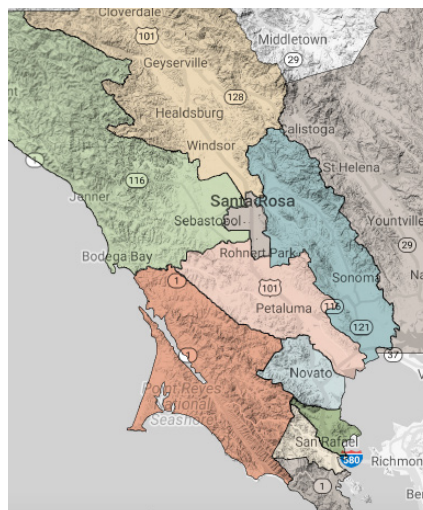 Cloverdale
101
Middletown
29
Geyserville
128
Healdsburg
Calistoga
Windsor
St Helena
116
1
Jenner
Santa Rosa
Sebastopol
Yountville
29
Rohnert Park
Bodega Bay
Sonoma
1
101
116
Petaluma
121
1
37
Novato
Point Reyes
National
Seashore
San Rafael
580
Richmond
1